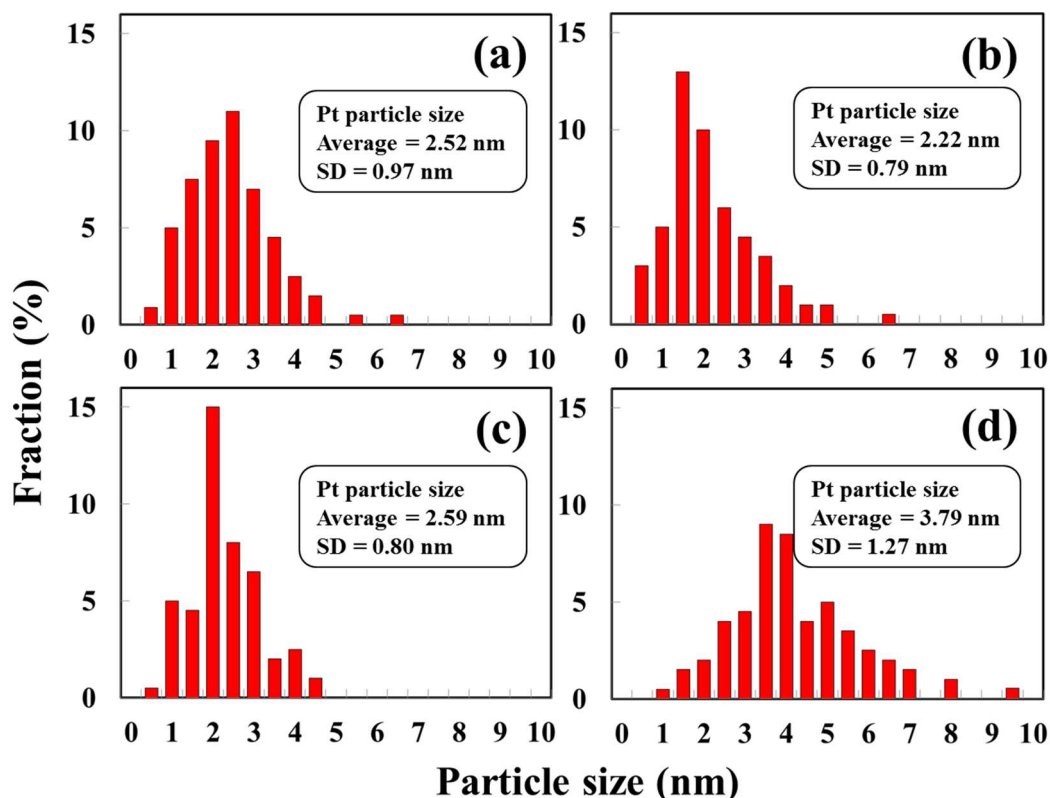 Fraction (%)
15
10
5
0
(a)
Pt particle size
Average = 2.52 nm
SD = 0.97 nm
0 1 2 3 4 5 6 7 8 9 10
15
10
5
0
(b)
Pt particle size
Average = 2.22 nm
SD = 0.79 nm
0 1 2 3 4 5 6 7 8 9 10
15
10
5
0
(c)
Pt particle size
Average = 2.59 nm
SD = 0.80 nm
0 1 2 3 4 5 6 7 8 9 10
15
10
5
0
(d)
Pt particle size
Average = 3.79 nm
SD = 1.27 nm
0 1 2 3 4 5 6 7 8 9 10
Particle size (nm)